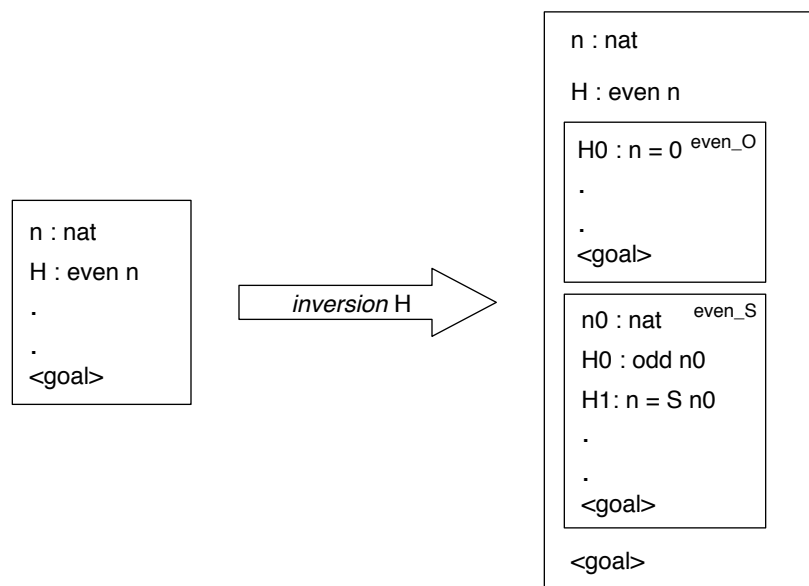 n : nat
H : even n
.
.
<goal>
inversion H
n : nat
H : even n
H0 : n = 0 even_O
.
.
<goal>
n0 : nat even_S
H0 : odd n0
H1: n = S n0
.
.
<goal>
<goal>